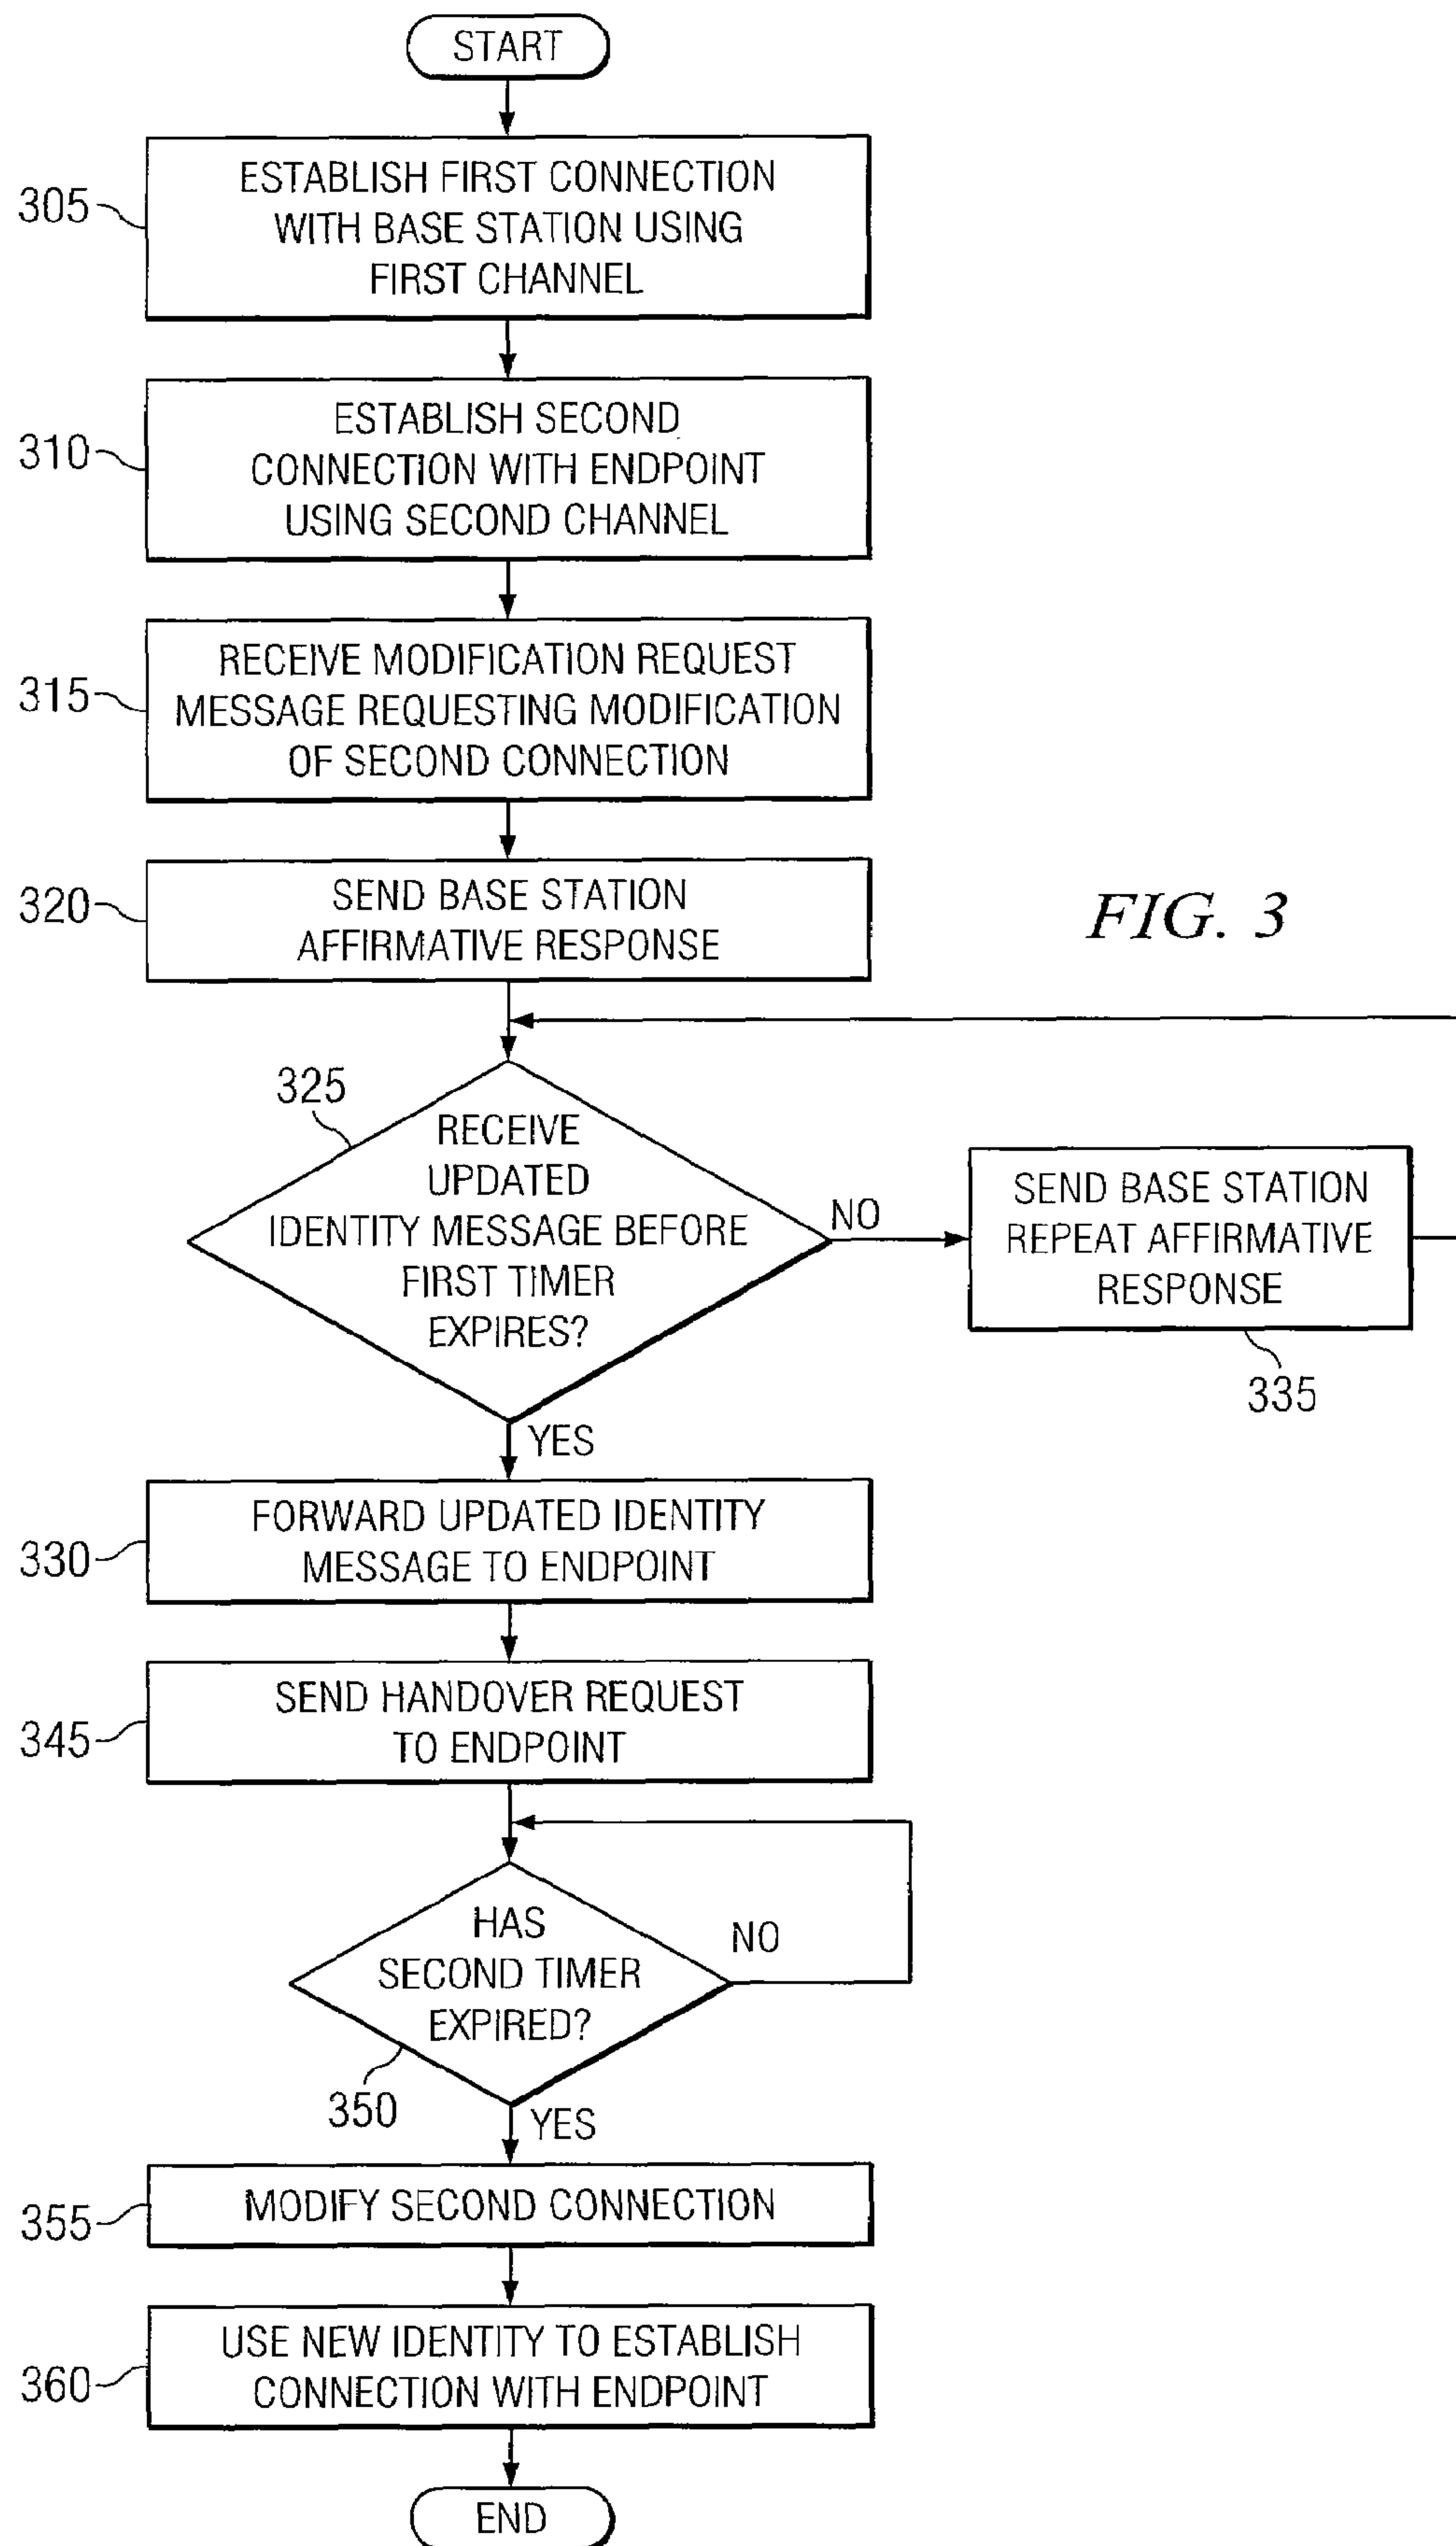 START
305
ESTABLISH FIRST CONNECTION
WITH BASE STATION USING
FIRST CHANNEL
310
ESTABLISH SECOND
CONNECTION WITH ENDPOINT
USING SECOND CHANNEL
315
RECEIVE MODIFICATION REQUEST
MESSAGE REQUESTING MODIFICATION
OF SECOND CONNECTION
320
SEND BASE STATION
AFFIRMATIVE RESPONSE
FIG. 3
325
RECEIVE
UPDATED
IDENTITY MESSAGE BEFORE
FIRST TIMER
EXPIRES?
NO
SEND BASE STATION
REPEAT AFFIRMATIVE
RESPONSE
335
YES
330
FORWARD UPDATED IDENTITY
MESSAGE TO ENDPOINT
345
SEND HANDOVER REQUEST
TO ENDPOINT
HAS
SECOND TIMER
EXPIRED?
NO
350
YES
355
MODIFY SECOND CONNECTION
360
USE NEW IDENTITY TO ESTABLISH
CONNECTION WITH ENDPOINT
END